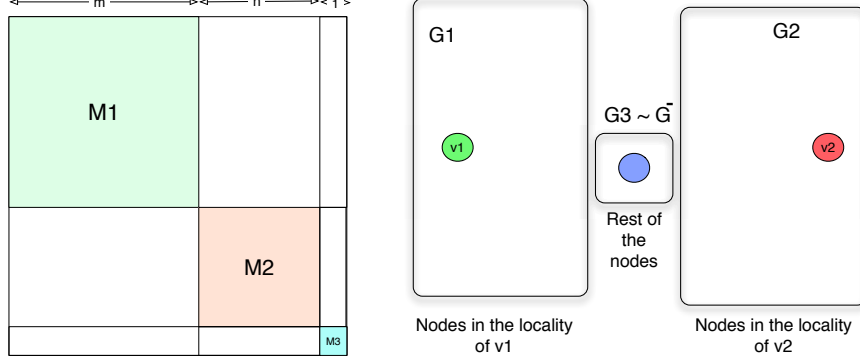 m n 1
M1
M2
M3
G1
v1
Nodes in the locality
of v1
G3 ~ G-
Rest of
the
nodes
G2
v2
Nodes in the locality
of v2